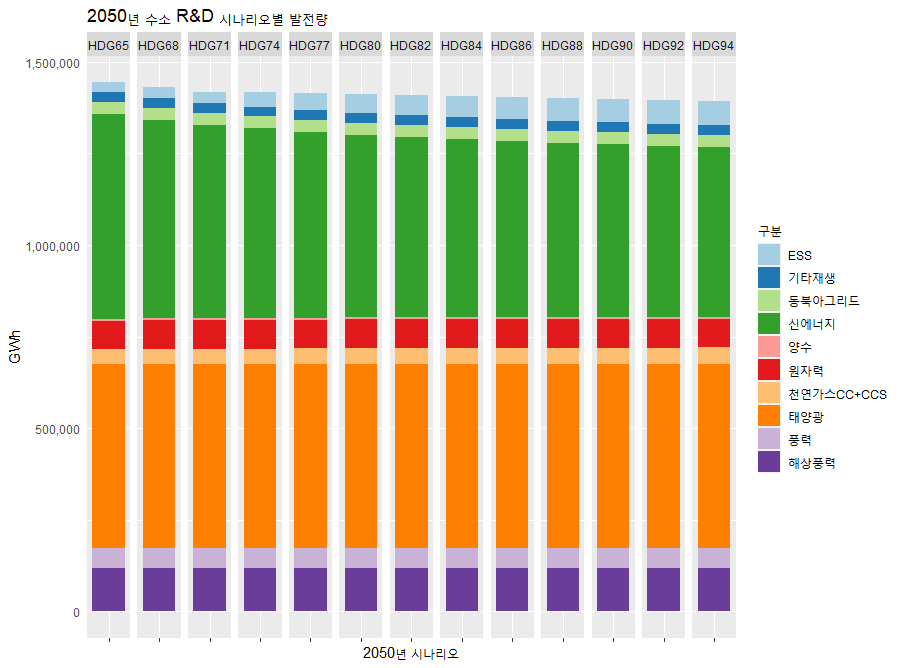 2050년 수소 R&D 시나리오별 발전량
HDG65 HDG68 HDG71 HDG74 HDG77 HDG80 HDG82 HDG84 HDG86 HDG88 HDG90 HDG92 HDG94
1,500,000
1,000,000
500,000
0
GWh
2050년 시나리오
구분
ESS
기타재생
동북아그리드
신에너지
양수
원자력
천연가스CC+CCS
태양광
풍력
해상풍력